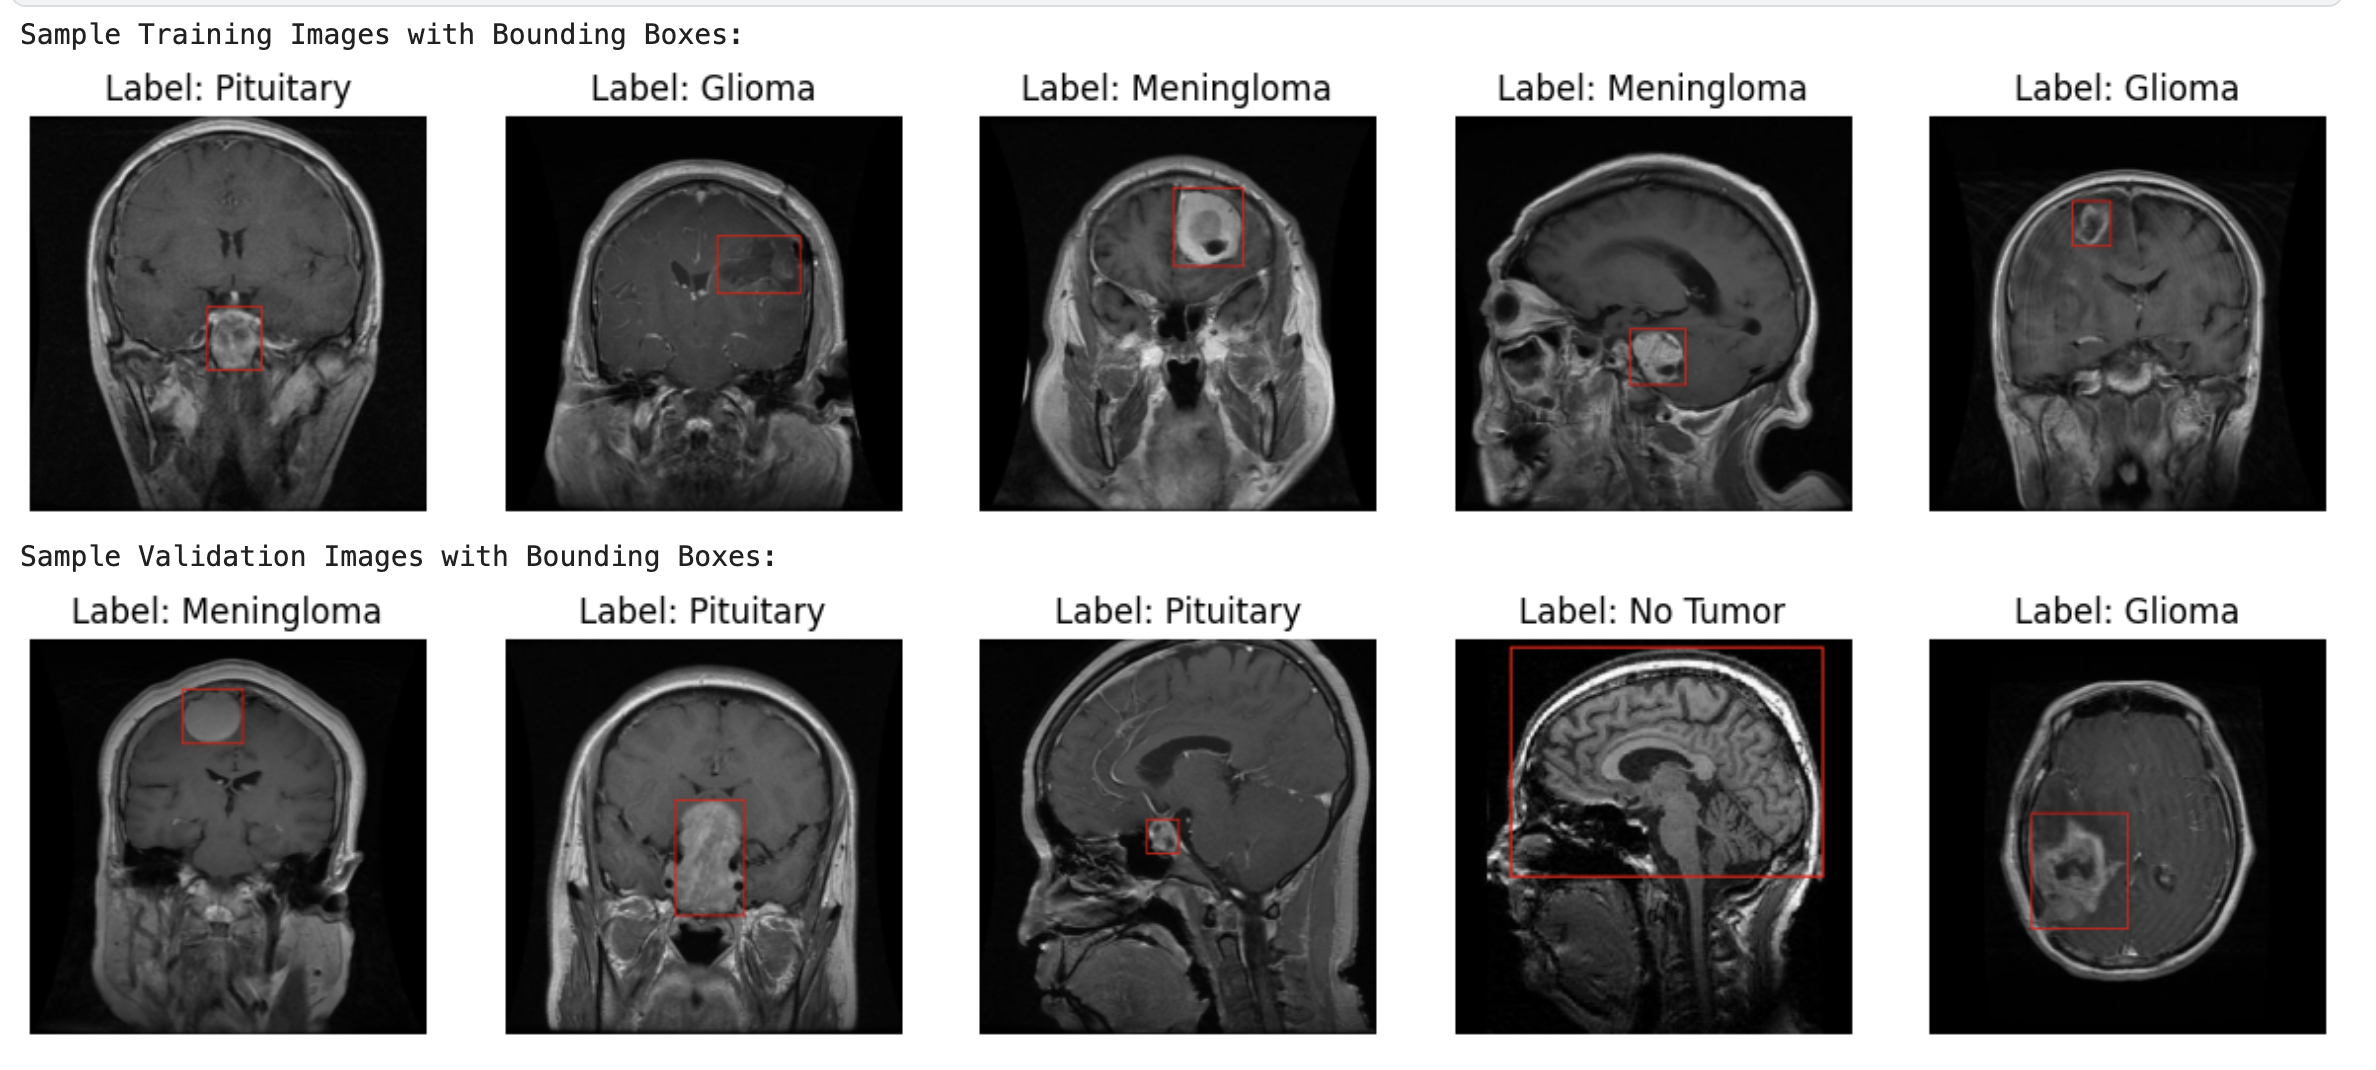 Sample Training Images with Bounding Boxes:
Label: Pituitary
Label: Glioma
Label: Meningloma
Label: Meningloma
Label: Glioma
Sample Validation Images with Bounding Boxes:
Label: Meningloma
Label: Pituitary
Label: Pituitary
Label: No Tumor
Label: Glioma